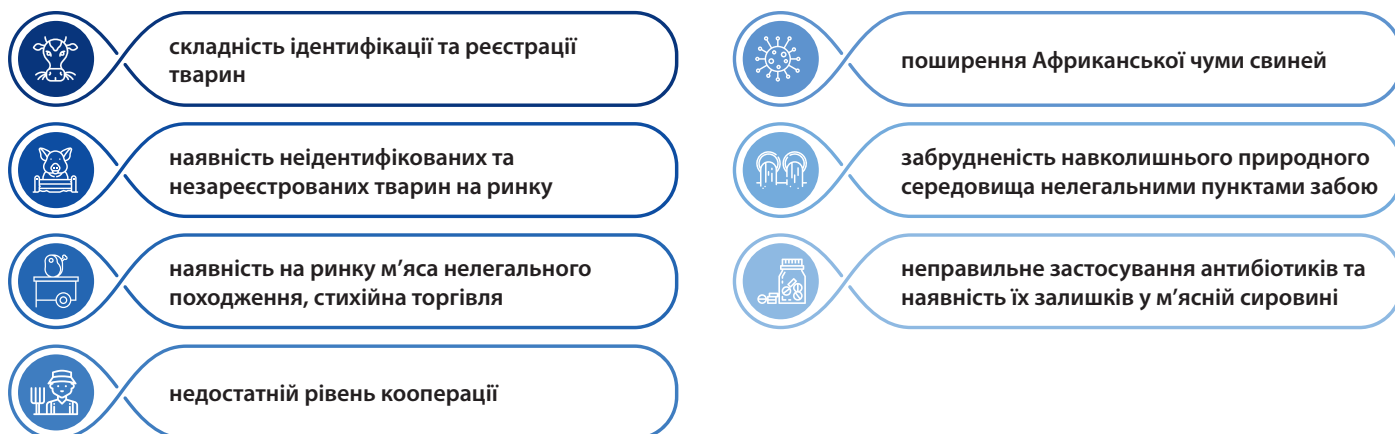 складність ідентифікації та реєстрації
тварин
наявність неідентифікованих та
незареєстрованих тварин на ринку
наявність на ринку м’яса нелегального
походження, стихійна торгівля
недостатній рівень кооперації
поширення Африканської чуми свиней
забрудненість навколишнього природного
середовища нелегальними пунктами забою
неправильне застосування антибіотиків та
наявність їх залишків у м’ясній сировині